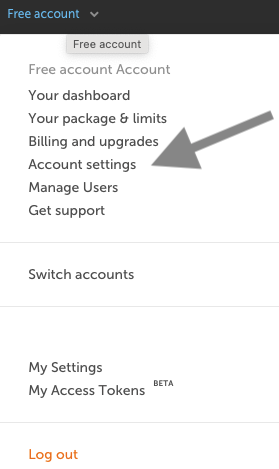 Free account
Free account
Free account Account
Your dashboard
Your package & limits
Billing and upgrades
Account settings
Manage Users
Get support
Switch accounts
My Settings
My Access Tokens BETA
Log out